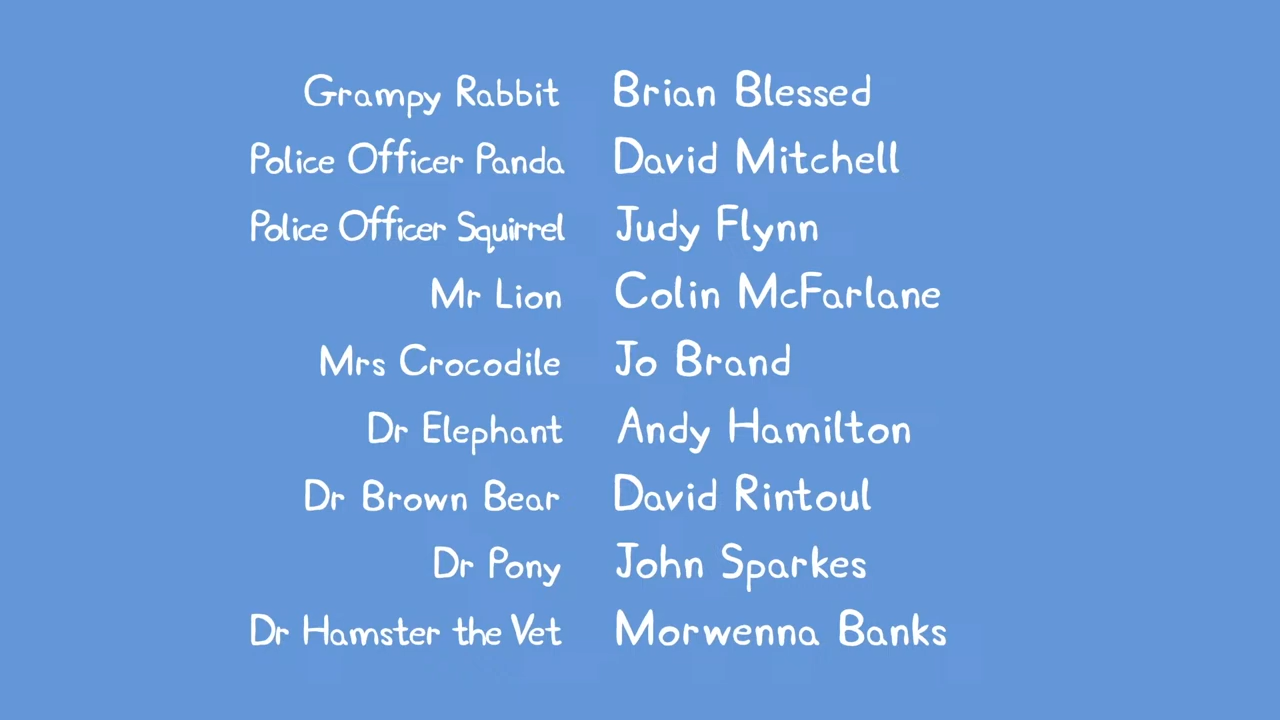 Grampy Rabbit Brian Blessed
Police Officer Panda David Mitchell
Police Officer Squirrel Judy Flynn
Mr Lion Colin McFarlane
Mrs Crocodile Jo Brand
Dr Elephant Andy Hamilton
Dr Brown Bear David Rintoul
Dr Pony John Sparkes
Dr Hamster the Vet Morwenna Banks